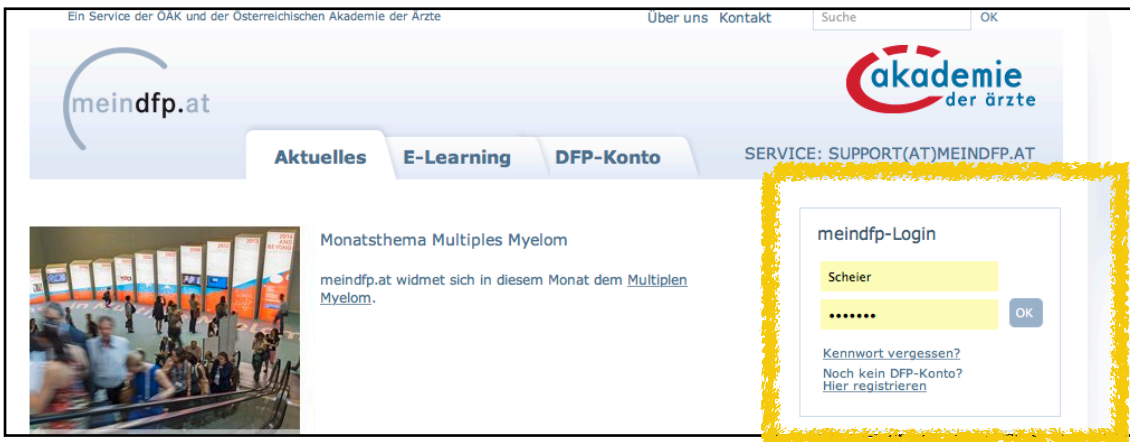 Ein Service der ÖÄK und der Österreichischen Akademie der Ärzte
Über uns Kontakt Suche OK
meindfp.at
akademie
der ärzte
Aktuelles E-Learning DFP-Konto
SERVICE: SUPPORT(AT)MEINDFP.AT
Monatsthema Multiples Myelom
meindfp.at widmet sich in diesem Monat dem Multiplen
Myelom.
meindfp-Login
Scheier
•••••••
OK
Kennwort vergessen?
Noch kein DFP-Konto?
Hier registrieren